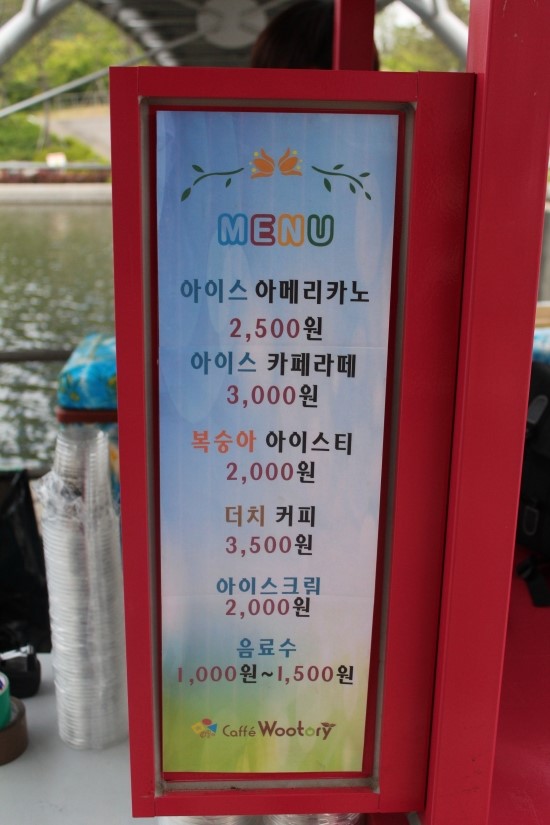 MENU
아이스 아메리카노
2,500원
아이스 카페라떼
3,000원
복숭아 아이스티
2,000원
더치 커피
3,500원
아이스크림
2,000원
음료수
1,000원~1,500원
Caffé Wootory